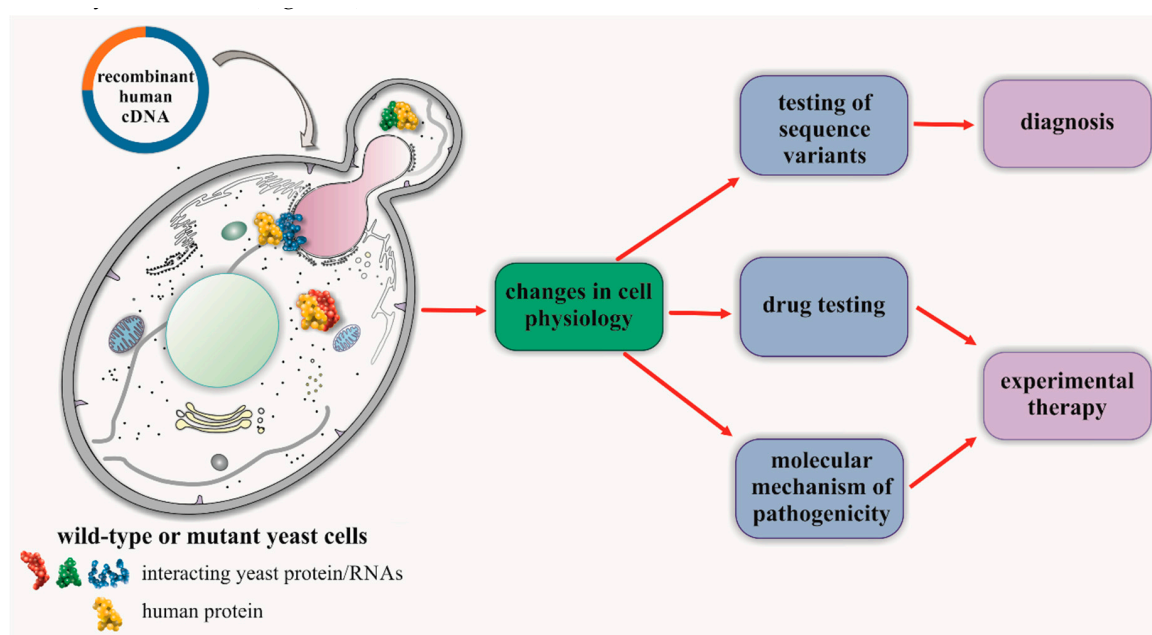 recombinant
human
cDNA
testing of
sequence
variants
diagnosis
changes in cell
physiology
drug testing
experimental
therapy
molecular
mechanism of
pathogenicity
wild-type or mutant yeast cells
interacting yeast protein/RNAs
human protein